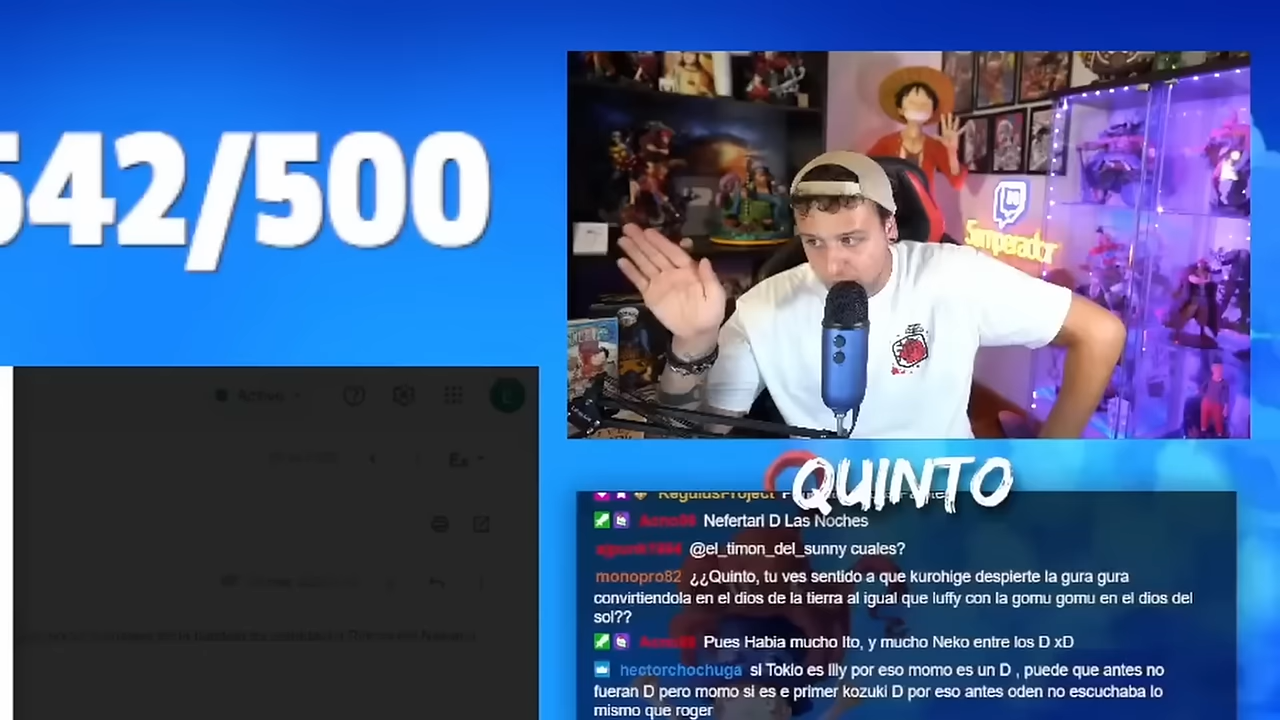 542/500
5umperador
QUINTO
RegulusProject
Nefertari D Las Noches
@el_timon_del_sunny cuales?
monopro82 ¿¿Quinto, tu ves sentido a que kurohige despierte la gura gura
convirtiendola en el dios de la tierra al igual que luffy con la gomu gomu en el dios del
sol??
Pues Habia mucho Ito, y mucho Neko entre los D xD
hectorchochuga sI Tokio es Illy por eso momo es un D , puede que antes no
fueran D pero momo si es e primer kozuki D por eso antes oden no escuchaba lo
mismo que roger